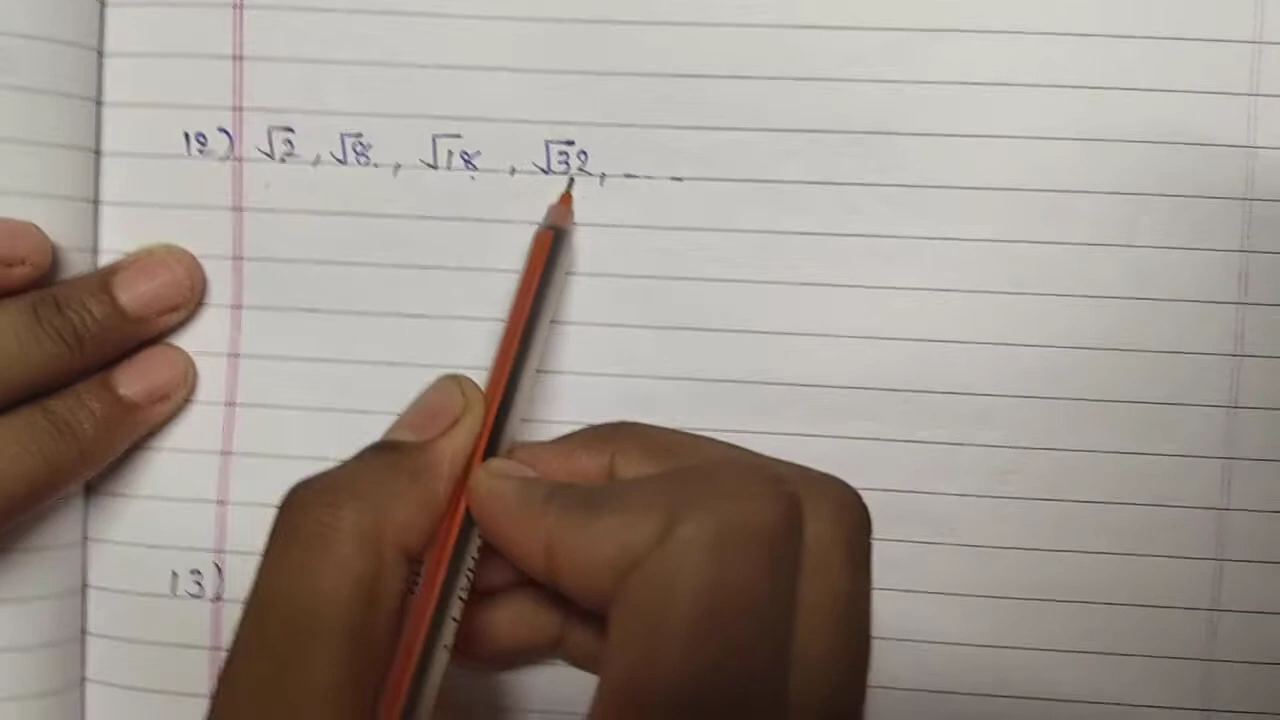 12) √2 , √8 , √18 , √32 , - - -
13)